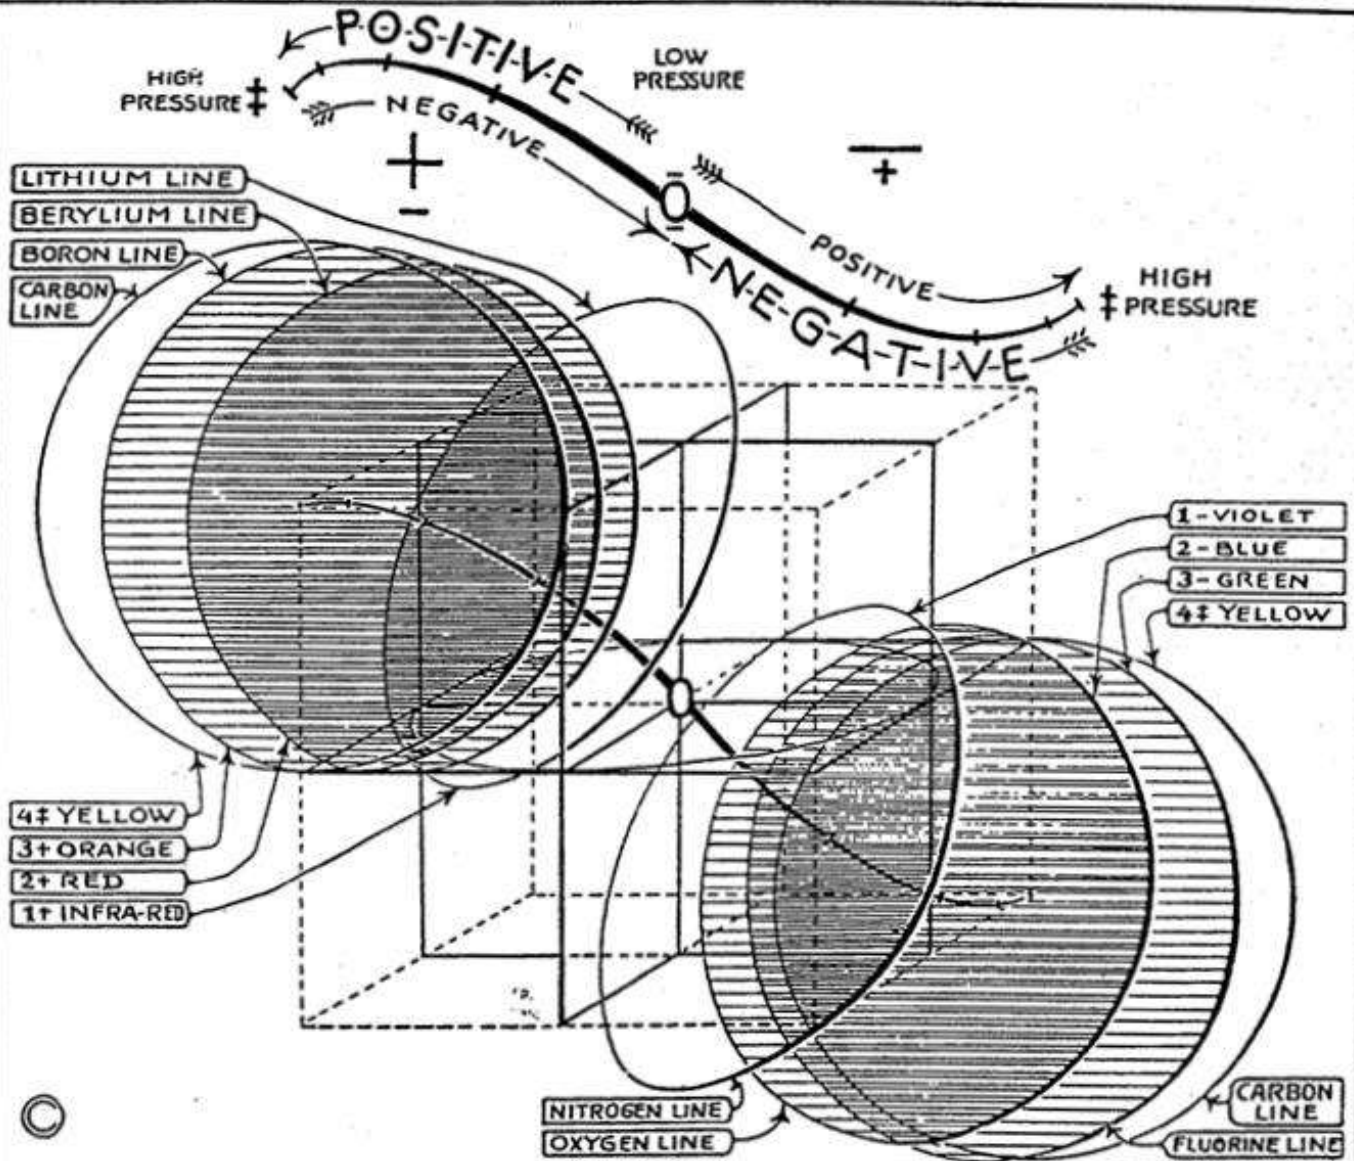 P-O-S-I-T-I-V-E
LOW
PRESSURE
HIGH
PRESSURE ‡
NEGATIVE
+
-
0
-
+
POSITIVE
N-E-G-A-T-I-V-E
HIGH
‡ PRESSURE
LITHIUM LINE
BERYLIUM LINE
BORON LINE
CARBON
LINE
1-VIOLET
2-BLUE
3-GREEN
4‡ YELLOW
0
4‡ YELLOW
3+ORANGE
2+ RED
1+ INFRA-RED
NITROGEN LINE
OXYGEN LINE
CARBON
LINE
FLUORINE LINE
©